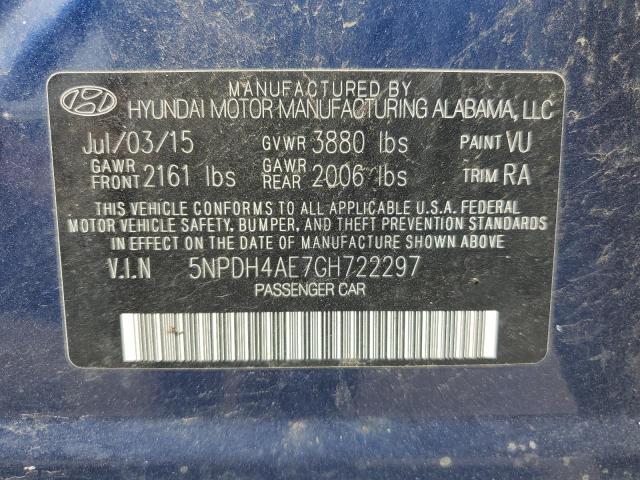 MANUFACTURED BY
HYUNDAI MOTOR MANUFACTURING ALABAMA, LLC
Jul/03/15 GVWR 3880 lbs PAINT VU
GAWR FRONT 2161 lbs GAWR REAR 2006 lbs TRIM RA
THIS VEHICLE CONFORMS TO ALL APPLICABLE U.S.A. FEDERAL
MOTOR VEHICLE SAFETY, BUMPER, AND THEFT PREVENTION STANDARDS
IN EFFECT ON THE DATE OF MANUFACTURE SHOWN ABOVE
V.I.N 5NPDH4AE7GH722297
PASSENGER CAR